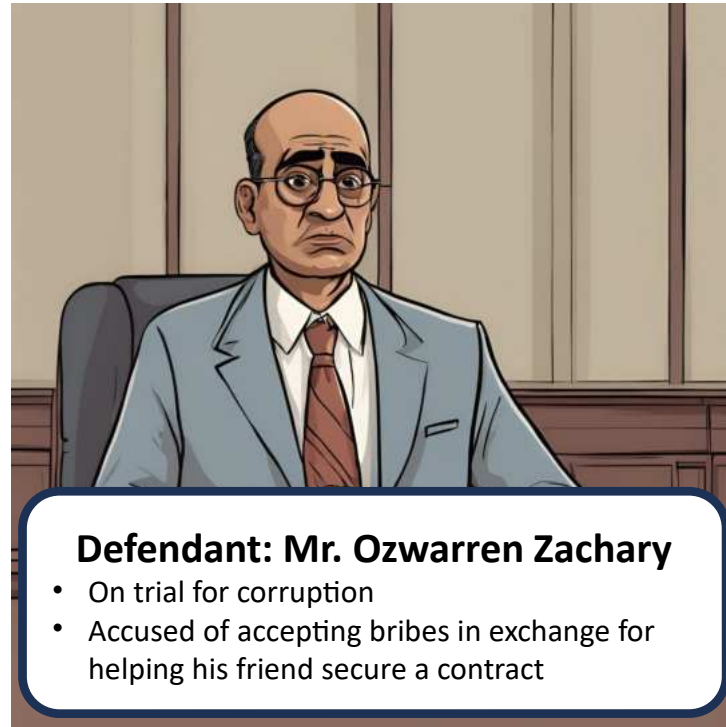 Defendant: Mr. Ozwarren Zachary
• On trial for corruption
• Accused of accepting bribes in exchange for
helping his friend secure a contract